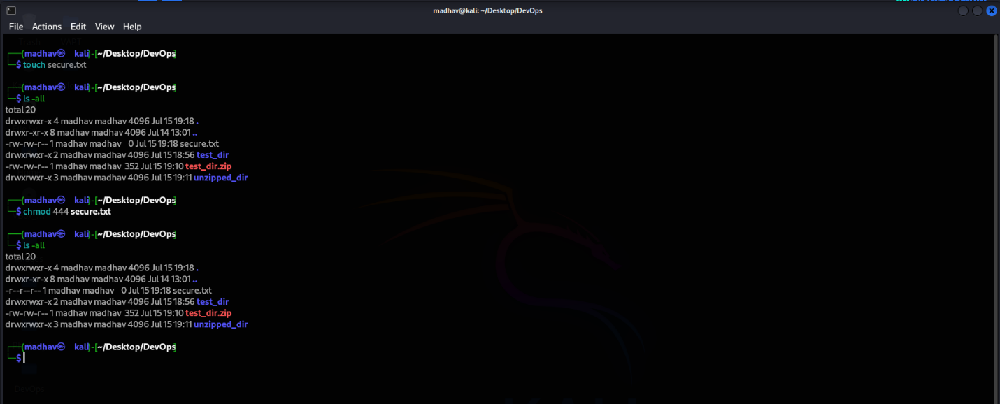 madhav@kali: ~/Desktop/DevOps
File Actions Edit View Help
┌──(madhav㉿ kali)-[~/Desktop/DevOps]
└─$ touch secure.txt
┌──(madhav㉿ kali)-[~/Desktop/DevOps]
└─$ ls -all
total 20
drwxrwxr-x 4 madhav madhav 4096 Jul 15 19:18 .
drwxr-xr-x 8 madhav madhav 4096 Jul 14 13:01 ..
-rw-rw-r-- 1 madhav madhav    0 Jul 15 19:18 secure.txt
drwxrwxr-x 2 madhav madhav 4096 Jul 15 18:56 test_dir
-rw-rw-r-- 1 madhav madhav  352 Jul 15 19:10 test_dir.zip
drwxrwxr-x 3 madhav madhav 4096 Jul 15 19:11 unzipped_dir
┌──(madhav㉿ kali)-[~/Desktop/DevOps]
└─$ chmod 444 secure.txt
┌──(madhav㉿ kali)-[~/Desktop/DevOps]
└─$ ls -all
total 20
drwxrwxr-x 4 madhav madhav 4096 Jul 15 19:18 .
drwxr-xr-x 8 madhav madhav 4096 Jul 14 13:01 ..
-r--r--r-- 1 madhav madhav    0 Jul 15 19:18 secure.txt
drwxrwxr-x 2 madhav madhav 4096 Jul 15 18:56 test_dir
-rw-rw-r-- 1 madhav madhav  352 Jul 15 19:10 test_dir.zip
drwxrwxr-x 3 madhav madhav 4096 Jul 15 19:11 unzipped_dir
┌──(madhav㉿ kali)-[~/Desktop/DevOps]
└─$
DevOps